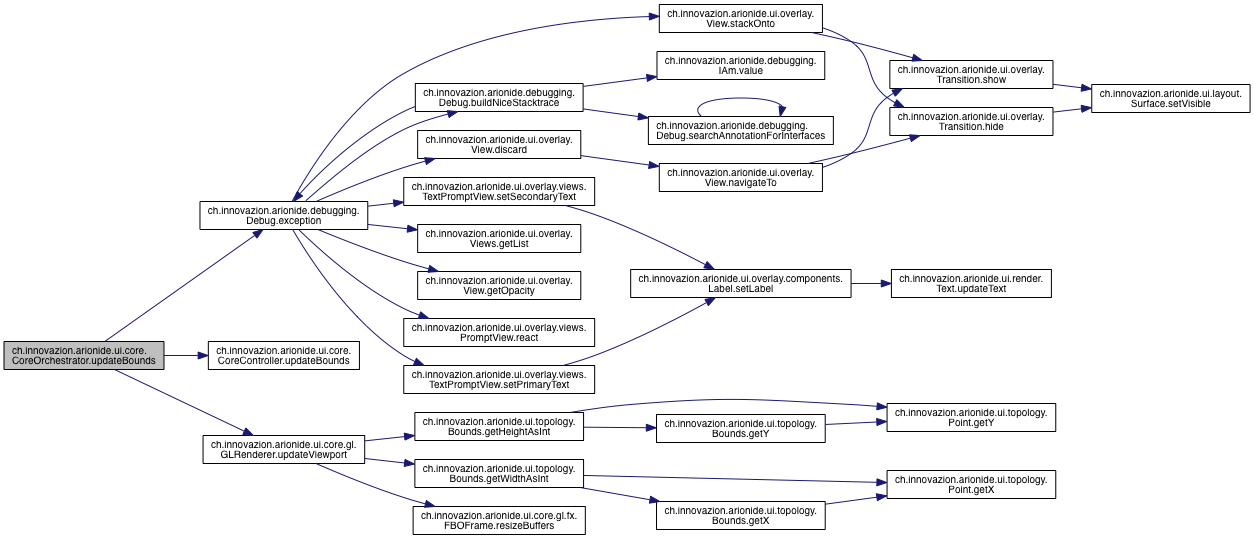 ch.innovazion.arionide.ui.overlay.
View.stackOnto
ch.innovazion.arionide.debugging.
IAm.value
ch.innovazion.arionide.ui.overlay.
Transition.show
ch.innovazion.arionide.debugging.
Debug.buildNiceStacktrace
ch.innovazion.arionide.ui.layout.
Surface.setVisible
ch.innovazion.arionide.debugging.
Debug.searchAnnotationForInterfaces
ch.innovazion.arionide.ui.overlay.
Transition.hide
ch.innovazion.arionide.ui.overlay.
View.discard
ch.innovazion.arionide.ui.overlay.
View.navigateTo
ch.innovazion.arionide.ui.overlay.views.
TextPromptView.setSecondaryText
ch.innovazion.arionide.debugging.
Debug.exception
ch.innovazion.arionide.ui.overlay.
Views.getList
ch.innovazion.arionide.ui.overlay.
View.getOpacity
ch.innovazion.arionide.ui.overlay.components.
Label.setLabel
ch.innovazion.arionide.ui.render.
Text.updateText
ch.innovazion.arionide.ui.overlay.views.
PromptView.react
ch.innovazion.arionide.ui.core.
CoreOrchestrator.updateBounds
ch.innovazion.arionide.ui.core.
CoreController.updateBounds
ch.innovazion.arionide.ui.overlay.views.
TextPromptView.setPrimaryText
ch.innovazion.arionide.ui.topology.
Bounds.getHeightAsInt
ch.innovazion.arionide.ui.topology.
Bounds.getY
ch.innovazion.arionide.ui.topology.
Point.getY
ch.innovazion.arionide.ui.core.gl.
GLRenderer.updateViewport
ch.innovazion.arionide.ui.topology.
Bounds.getWidthAsInt
ch.innovazion.arionide.ui.topology.
Point.getX
ch.innovazion.arionide.ui.core.gl.fx.
FBOFrame.resizeBuffers
ch.innovazion.arionide.ui.topology.
Bounds.getX